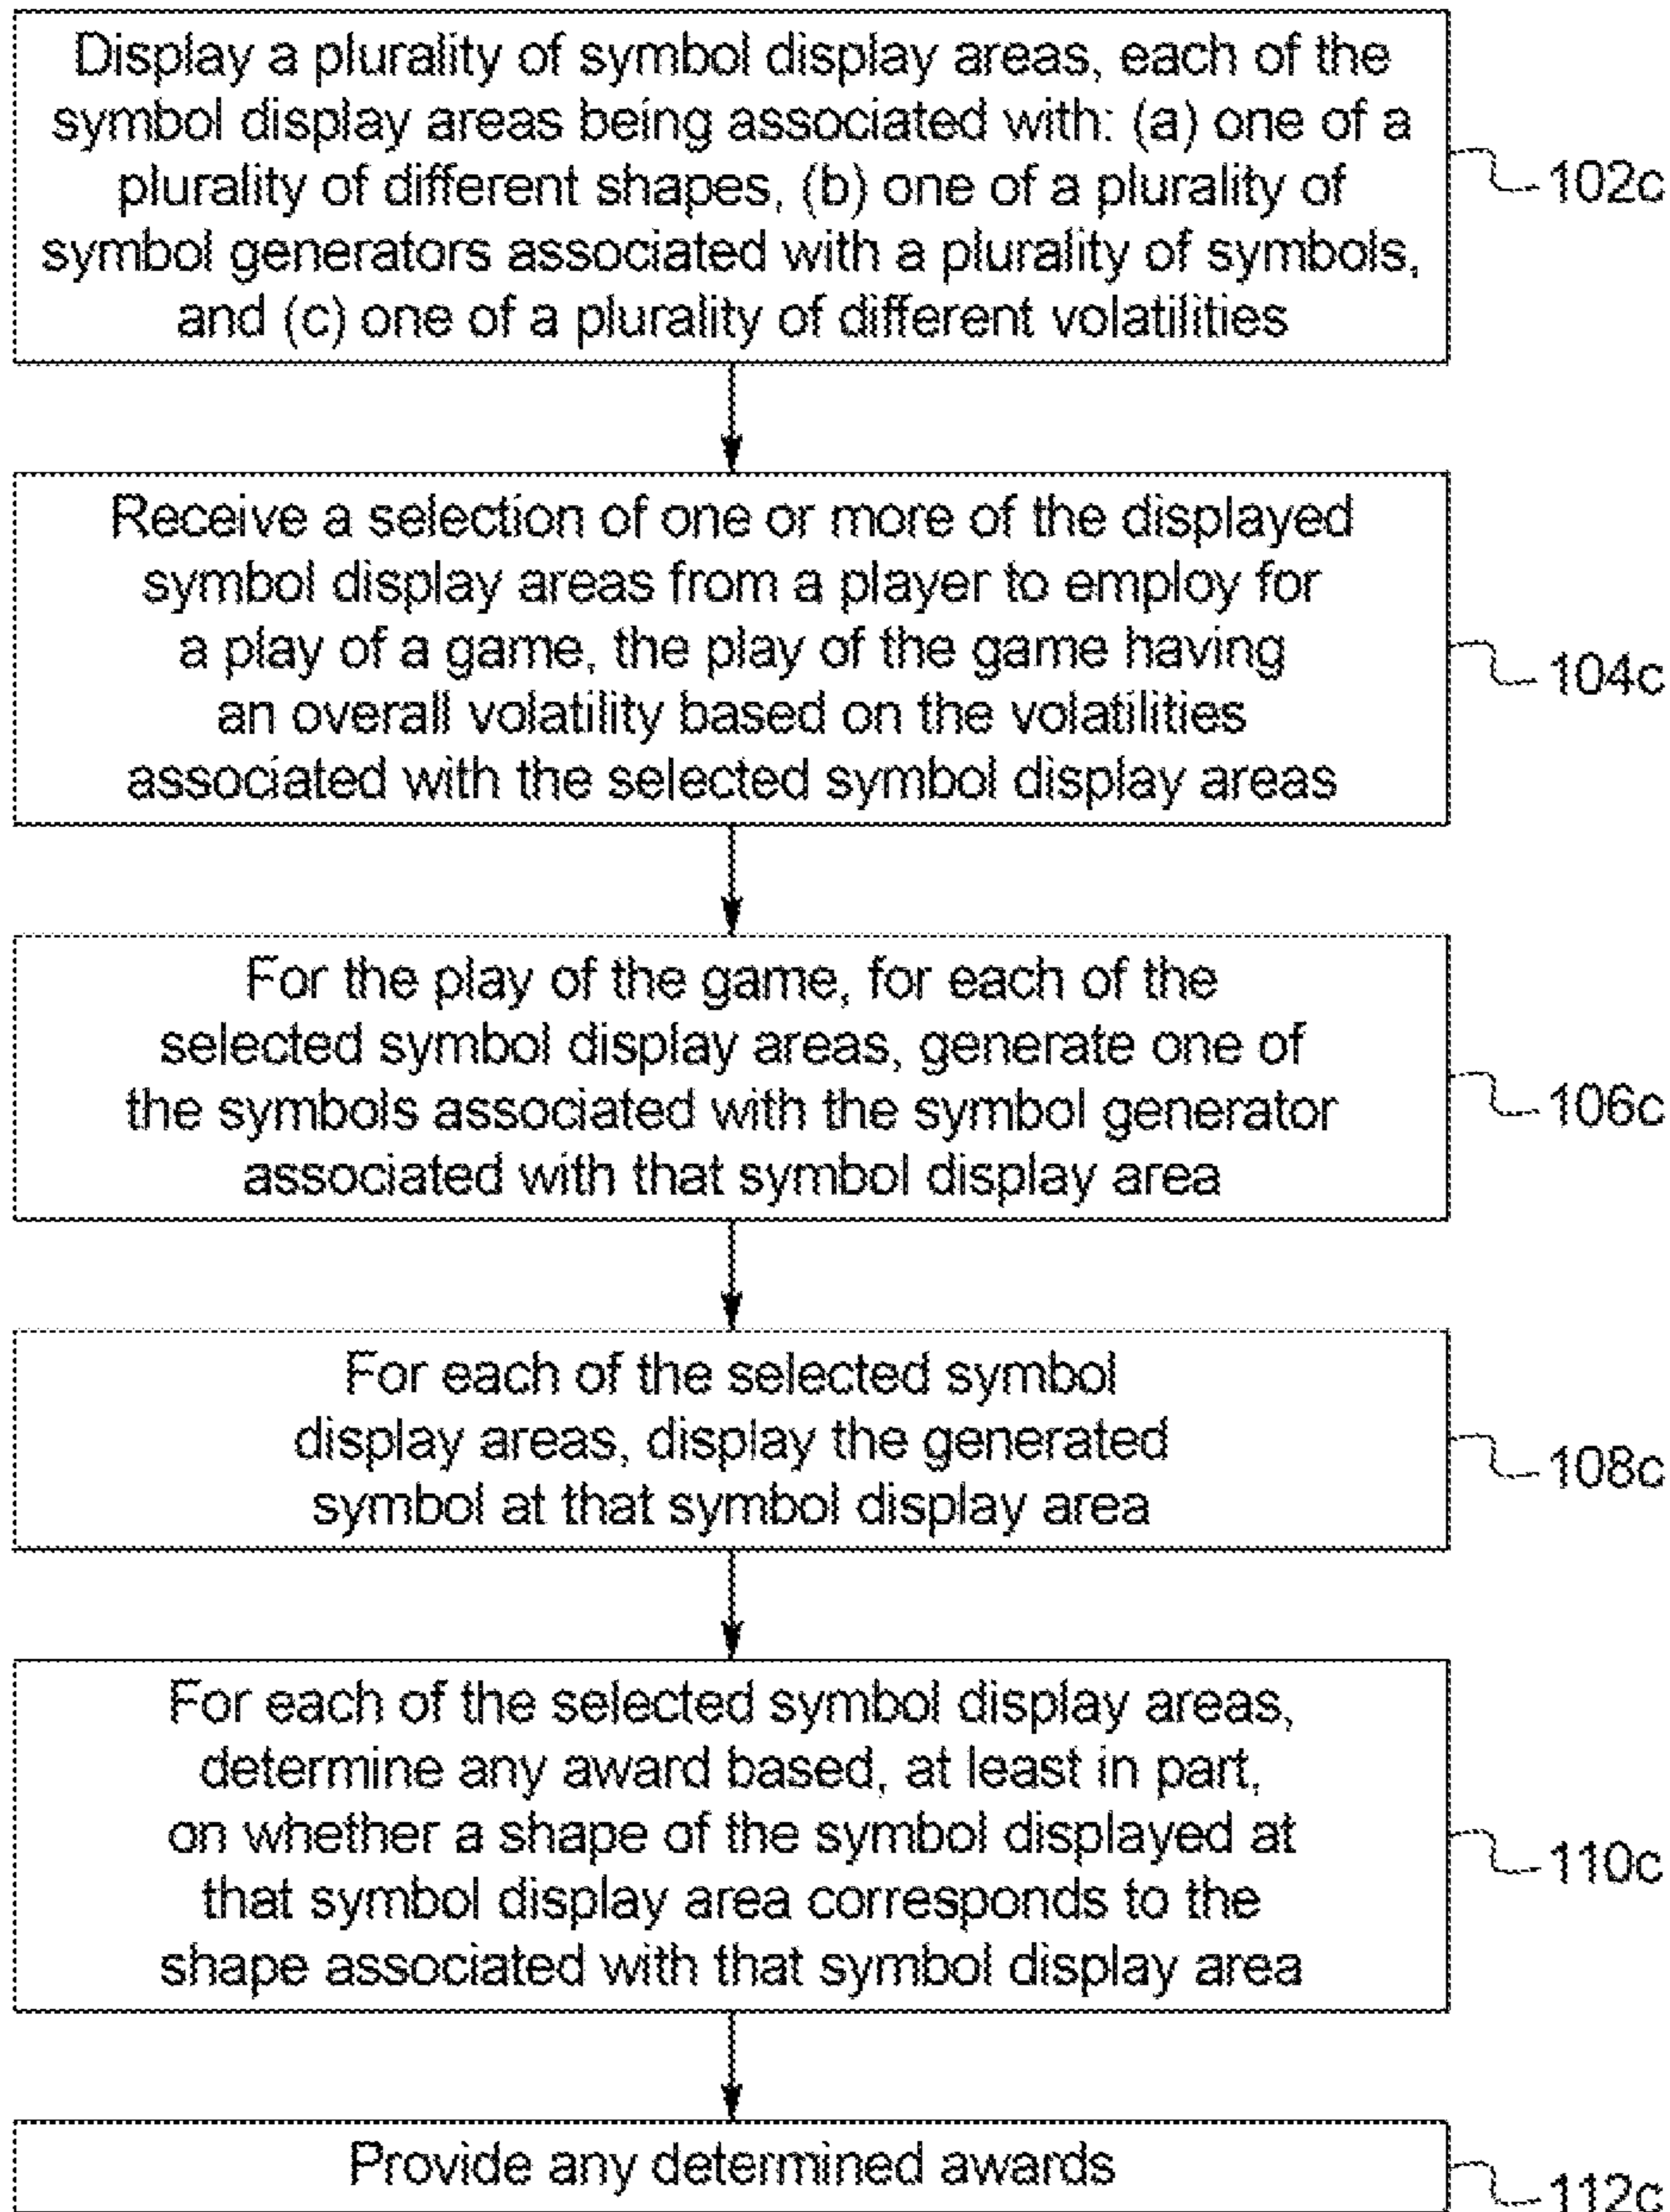 Display a plurality of symbol display areas, each of the
symbol display areas being associated with: (a) one of a
plurality of different shapes, (b) one of a plurality of
symbol generators associated with a plurality of symbols,
and (c) one of a plurality of different volatilities
102c
Receive a selection of one or more of the displayed
symbol display areas from a player to employ for
a play of a game, the play of the game having
an overall volatility based on the volatilities
associated with the selected symbol display areas
104c
For the play of the game, for each of the
selected symbol display areas, generate one of
the symbols associated with the symbol generator
associated with that symbol display area
106c
For each of the selected symbol
display areas, display the generated
symbol at that symbol display area
108c
For each of the selected symbol display areas,
determine any award based, at least in part,
on whether a shape of the symbol displayed at
that symbol display area corresponds to the
shape associated with that symbol display area
110c
Provide any determined awards
112c